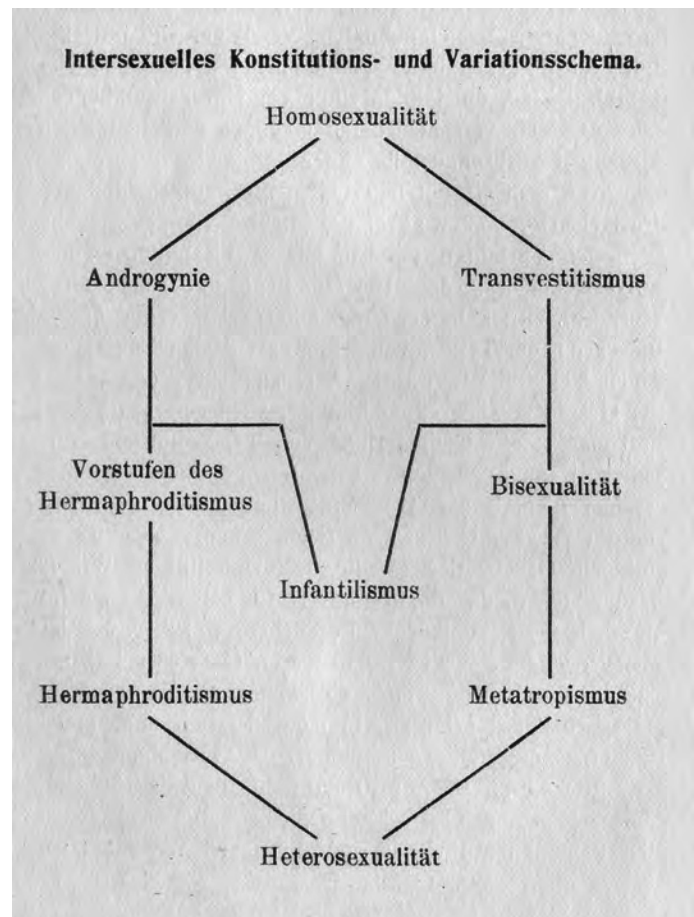 Intersexuelles Konstitutions- und Variationsschema.
Homosexualität
Androgynie
Transvestitismus
Vorstufen des
Hermaphroditismus
Bisexualität
Infantilismus
Hermaphroditismus
Metatropismus
Heterosexualität